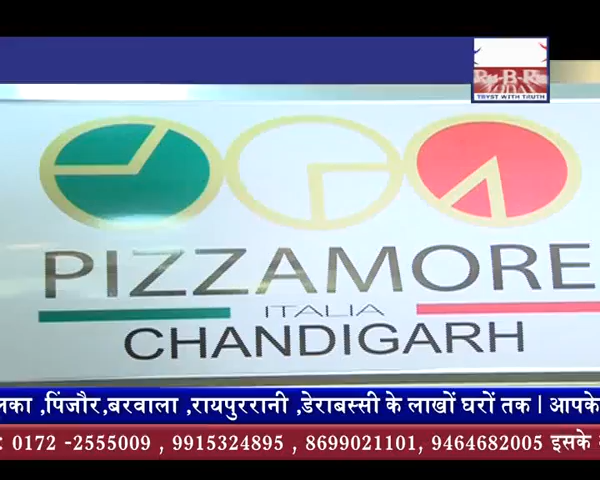 Ru-B-Ru
TRYST WITH TRUTH
PIZZAMORE
ITALIA
CHANDIGARH
,पिंजौर,बरवाला ,रायपुररानी ,डेराबस्सी के लाखों घरों तक | आपके
: 0172 -2555009 , 9915324895 , 8699021101, 9464682005 इसके